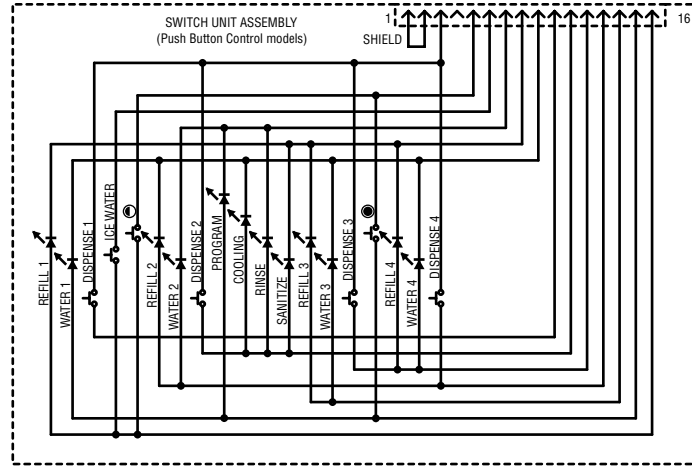 SWITCH UNIT ASSEMBLY
(Push Button Control models)
1
16
SHIELD
REFILL 1
WATER 1
DISPENSE 1
ICE WATER
REFILL 2
WATER 2
DISPENSE 2
PROGRAM
COOLING
RINSE
SANITIZE
REFILL 3
WATER 3
DISPENSE 3
REFILL 4
WATER 4
DISPENSE 4